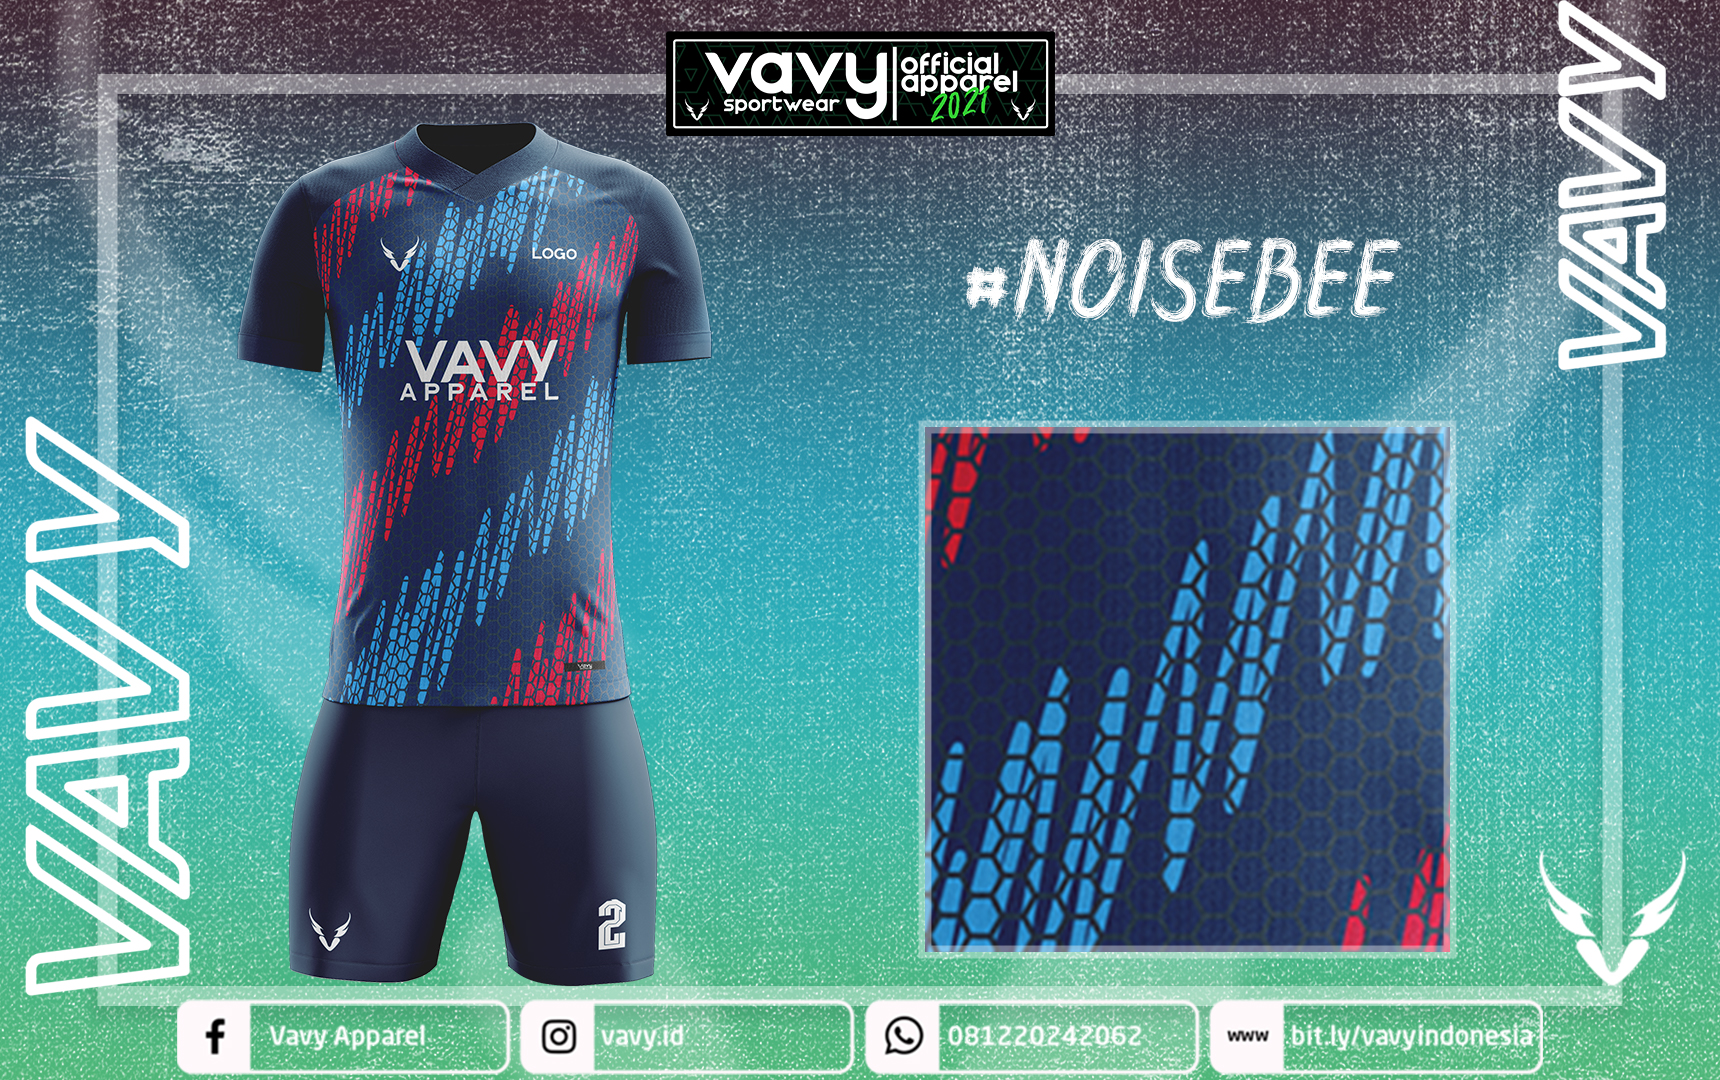 vavy
sportwear
official
apparel
2021
VAVY
#NOISEBEE
LOGO
VAVY
APPAREL
VAVY
2
Vavy Apparel
vavy.id
081220242062
www
bit.ly/vavyindonesia